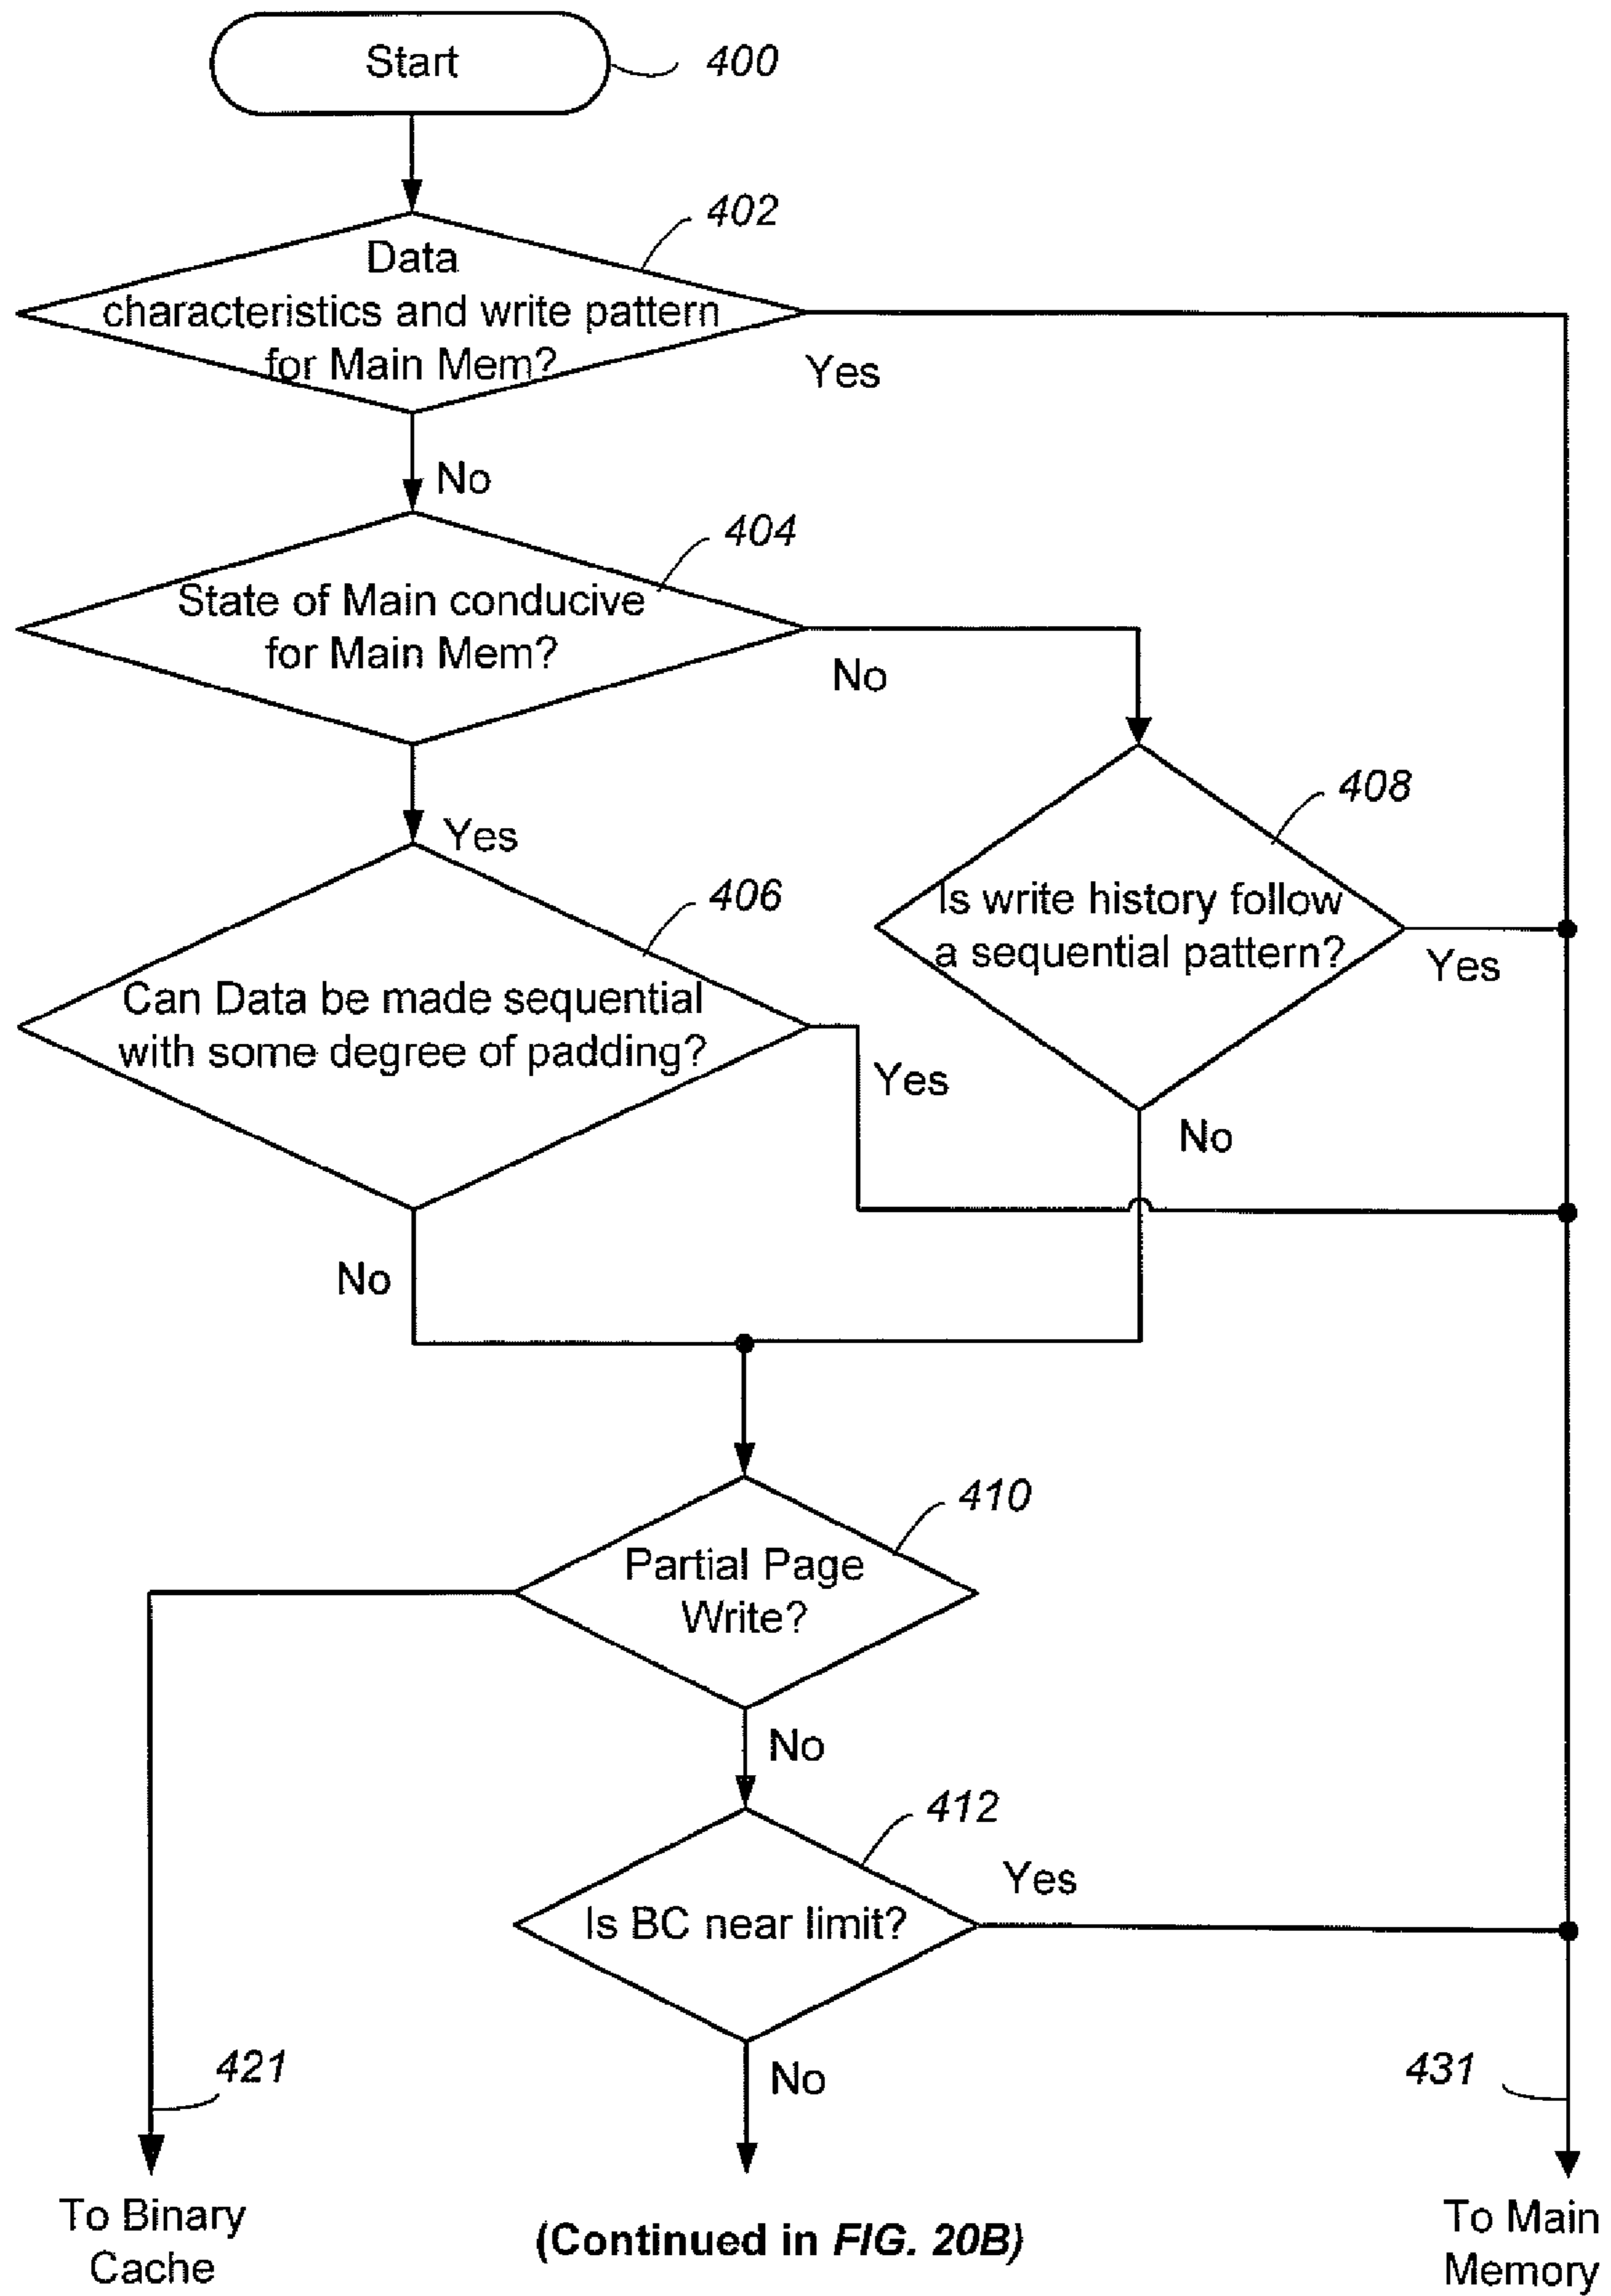 Start
400
402
Data
characteristics and write pattern
for Main Mem?
Yes
No
404
State of Main conducive
for Main Mem?
No
408
Yes
406
Is write history follow
a sequential pattern?
Yes
Can Data be made sequential
with some degree of padding?
Yes
No
No
410
Partial Page
Write?
No
412
Yes
Is BC near limit?
421
431
No
To Binary
Cache
(Continued in FIG. 20B)
To Main
Memory